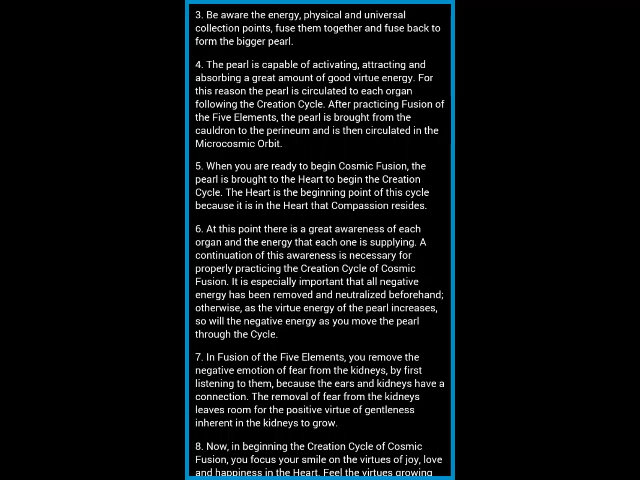 3. Be aware the energy, physical and universal
collection points, fuse them together and fuse back to
form the bigger pearl.
4. The pearl is capable of activating, attracting and
absorbing a great amount of good virtue energy. For
this reason the pearl is circulated to each organ
following the Creation Cycle. After practicing Fusion of
the Five Elements, the pearl is brought from the
cauldron to the perineum and is then circulated in the
Microcosmic Orbit.
5. When you are ready to begin Cosmic Fusion, the
pearl is brought to the Heart to begin the Creation
Cycle. The Heart is the beginning point of this cycle
because it is in the Heart that Compassion resides.
6. At this point there is a great awareness of each
organ and the energy that each one is supplying. A
continuation of this awareness is necessary for
properly practicing the Creation Cycle of Cosmic
Fusion. It is especially important that all negative
energy has been removed and neutralized beforehand;
otherwise, as the virtue energy of the pearl increases,
so will the negative energy as you move the pearl
through the Cycle.
7. In Fusion of the Five Elements, you remove the
negative emotion of fear from the kidneys, by first
listening to them, because the ears and kidneys have a
connection. The removal of fear from the kidneys
leaves room for the positive virtue of gentleness
inherent in the kidneys to grow.
8. Now, in beginning the Creation Cycle of Cosmic
Fusion, you focus your smile on the virtues of joy, love
and happiness in the Heart. Feel the virtues growing